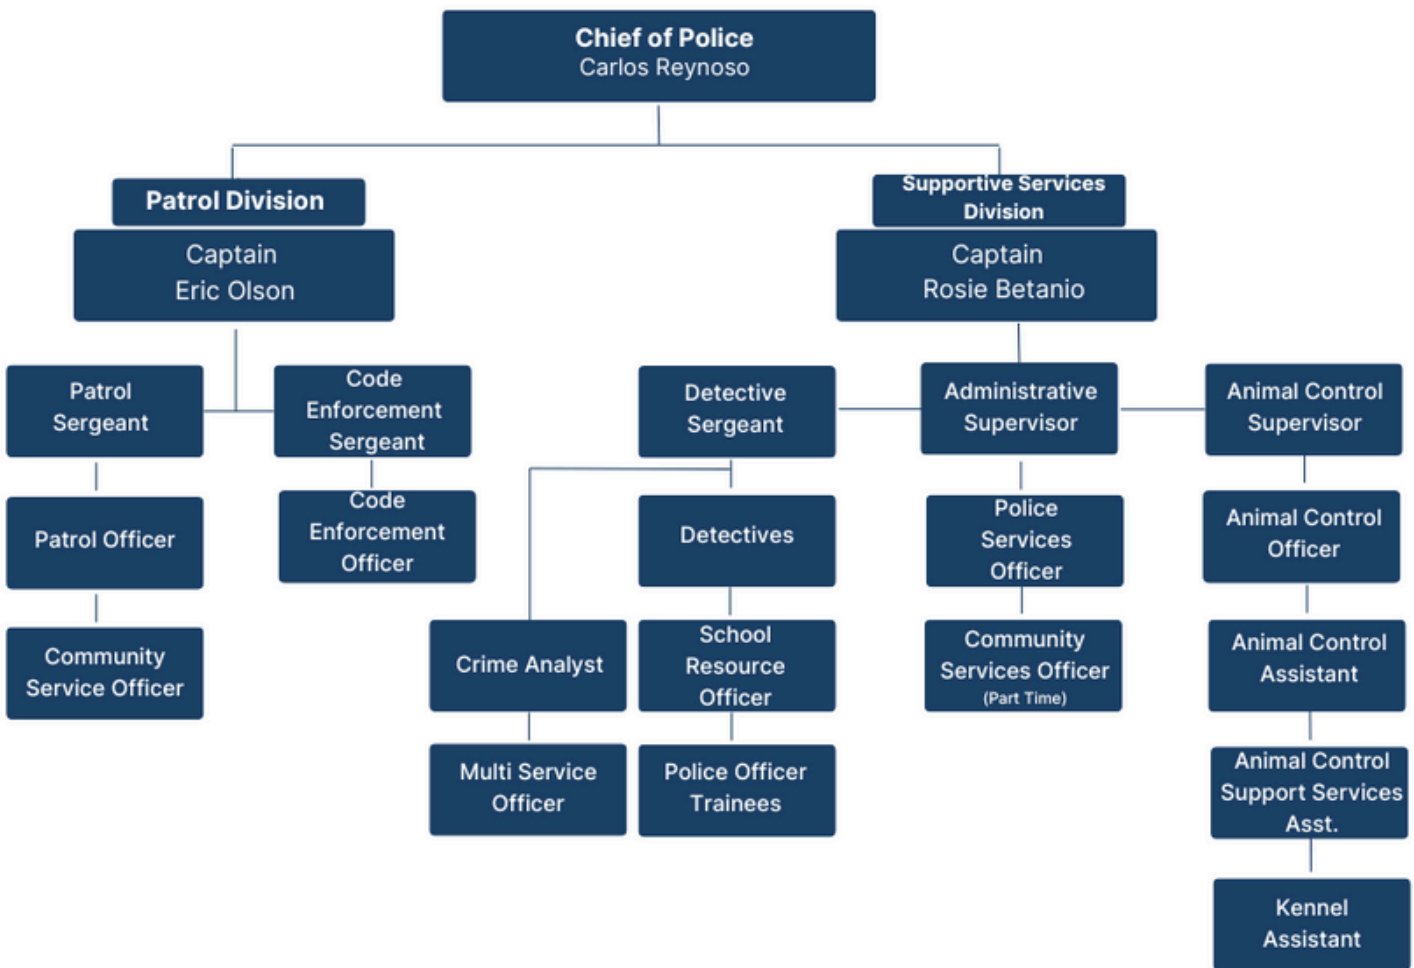 Chief of Police
Carlos Reynoso
Patrol Division
Supportive Services
Division
Captain
Eric Olson
Captain
Rosie Betanio
Patrol
Sergeant
Code
Enforcement
Sergeant
Detective
Sergeant
Administrative
Supervisor
Animal Control
Supervisor
Patrol Officer
Code
Enforcement
Officer
Detectives
Police
Services
Officer
Animal Control
Officer
Community
Service Officer
Crime Analyst
School
Resource
Officer
Community
Services Officer
(Part Time)
Animal Control
Assistant
Multi Service
Officer
Police Officer
Trainees
Animal Control
Support Services
Asst.
Kennel
Assistant